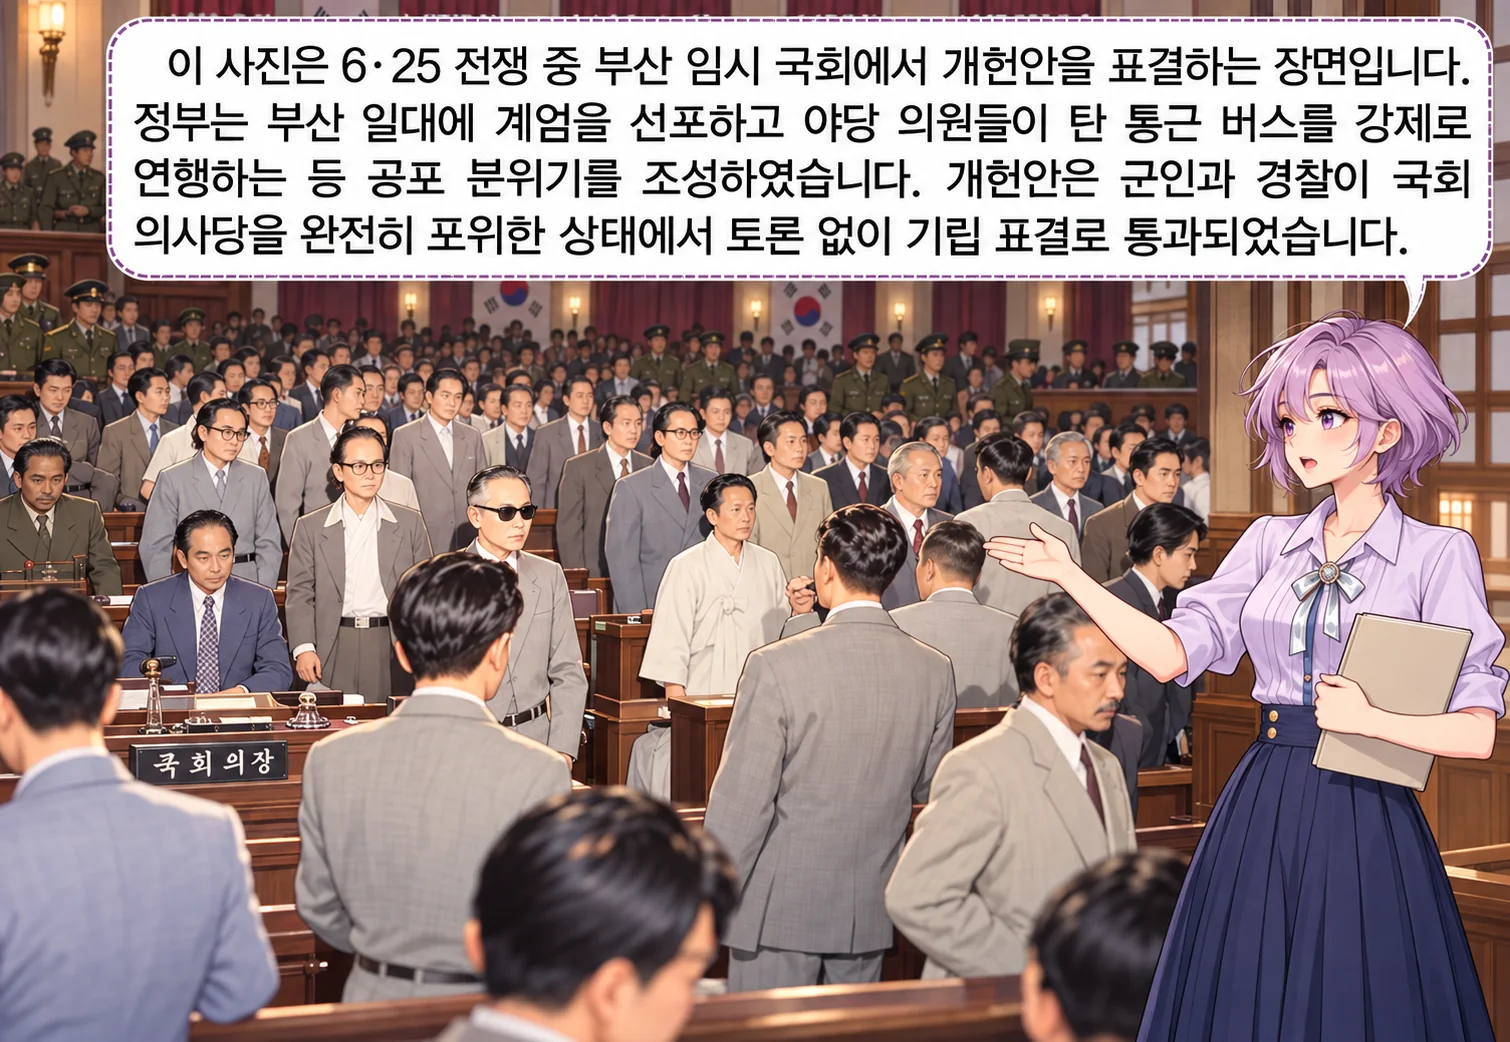 이 사진은 6·25 전쟁 중 부산 임시 국회에서 개헌안을 표결하는 장면입니다.
정부는 부산 일대에 계엄을 선포하고 야당 의원들이 탄 통근 버스를 강제로
연행하는 등 공포 분위기를 조성하였습니다. 개헌안은 군인과 경찰이 국회
의사당을 완전히 포위한 상태에서 토론 없이 기립 표결로 통과되었습니다.
국회의장